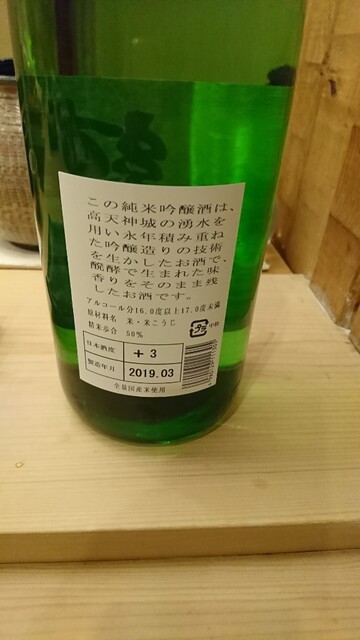 この純米吟醸酒は、
高天神城の湧水を
用い永年積み重ね
た吟醸造りの技術
を生かしたお酒で、
醗酵で生まれた味
香りをそのまま残
したお酒です。
アルコール分16.0度以上17.0度未満
原材料名 米・米こうじ
精米歩合 50%
日本酒度 +3
製造年月 2019.03
全量国産米使用